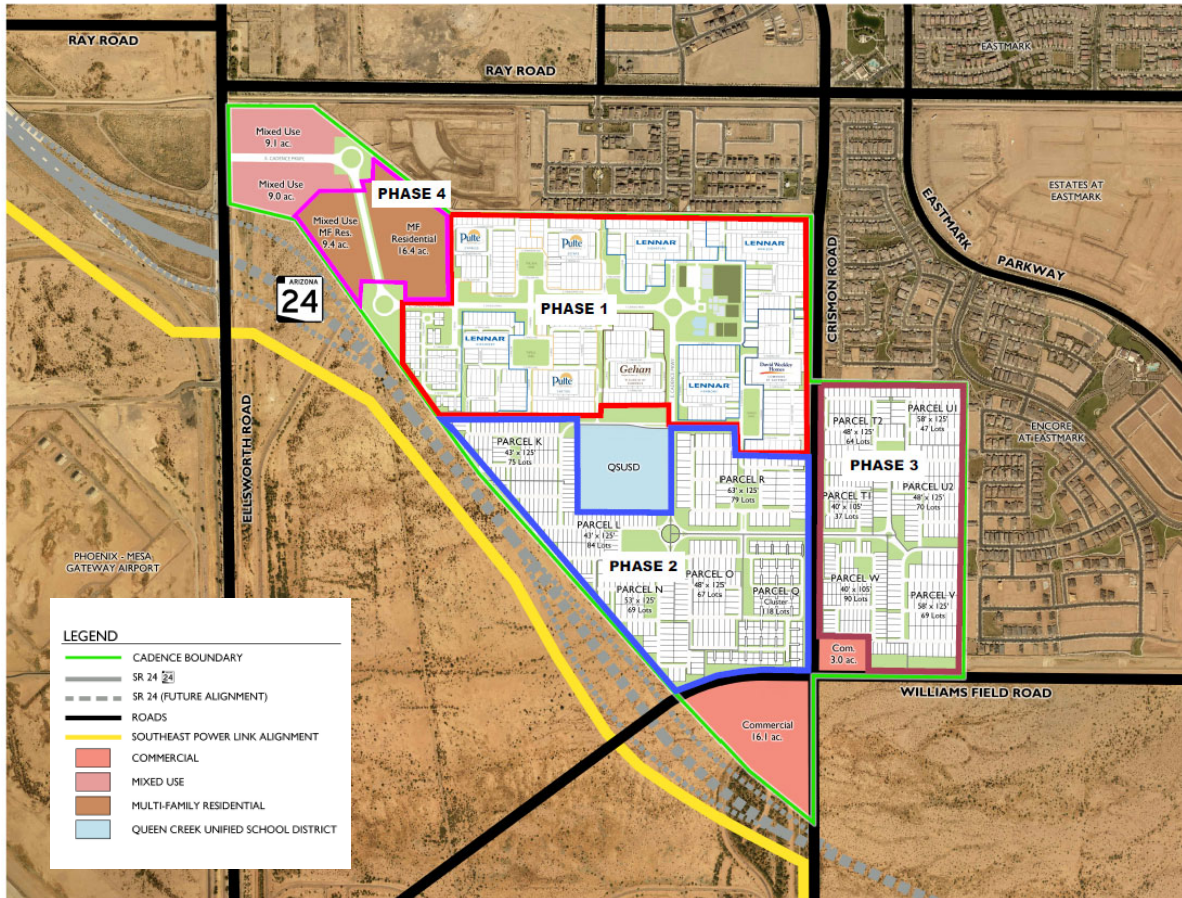 RAY ROAD
RAY ROAD
EASTMARK
Mixed Use
9.1 ac.
E. CADENCE PKWY.
Mixed Use
9.0 ac.
PHASE 4
Mixed Use
MF Res.
9.4 ac.
MF
Residential
16.4 ac.
ESTATES AT
EASTMARK
EASTMARK
PARKWAY
CRISMON ROAD
ARIZONA
24
Pulte
Pulte
LENNAR
LENNAR
PHASE 1
LENNAR
Pulte
Gehan
LENNAR
David Weekley
Homes
ELLSWORTH ROAD
PARCEL K
43' x 125'
75 Lots
QSUSD
PARCEL R
63' x 125'
79 Lots
PARCEL T2
48' x 125'
64 Lots
PARCEL U1
58' x 125'
47 Lots
ENCORE
AT EASTMARK
PHASE 3
PARCEL T1
40' x 105'
37 Lots
PARCEL U2
48' x 125'
70 Lots
PARCEL L
43' x 125'
84 Lots
PHASE 2
PARCEL N
53' x 125'
69 Lots
PARCEL O
48' x 125'
67 Lots
PARCEL Q
Cluster
118 Lots
PARCEL W
40' x 105'
90 Lots
PARCEL V
58' x 125'
69 Lots
Com.
3.0 ac.
WILLIAMS FIELD ROAD
Commercial
16.1 ac.
PHOENIX - MESA
GATEWAY AIRPORT
LEGEND
CADENCE BOUNDARY
SR 24 24
SR 24 (FUTURE ALIGNMENT)
ROADS
SOUTHEAST POWER LINK ALIGNMENT
COMMERCIAL
MIXED USE
MULTI-FAMILY RESIDENTIAL
QUEEN CREEK UNIFIED SCHOOL DISTRICT